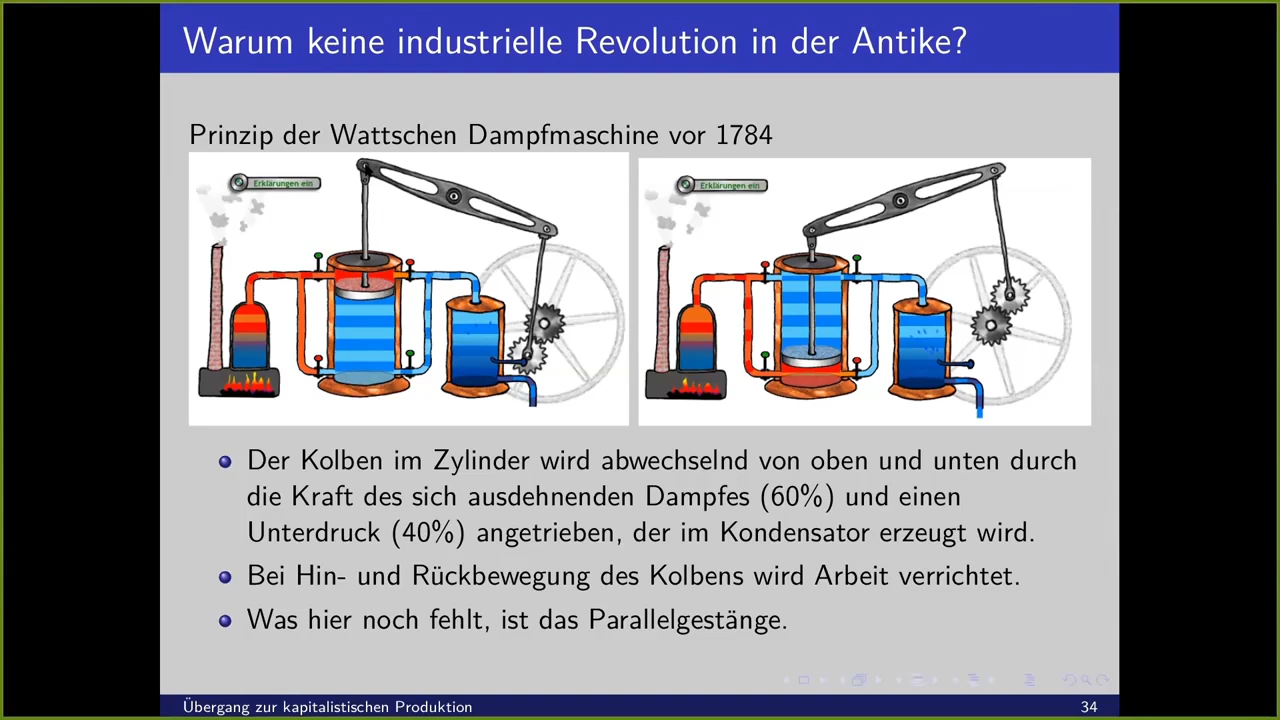 Warum keine industrielle Revolution in der Antike?
Prinzip der Wattschen Dampfmaschine vor 1784
Erklärungen ein
Erklärungen ein
Der Kolben im Zylinder wird abwechselnd von oben und unten durch
die Kraft des sich ausdehnenden Dampfes (60%) und einen
Unterdruck (40%) angetrieben, der im Kondensator erzeugt wird.
Bei Hin- und Rückbewegung des Kolbens wird Arbeit verrichtet.
Was hier noch fehlt, ist das Parallelgestänge.
Übergang zur kapitalistischen Produktion
34